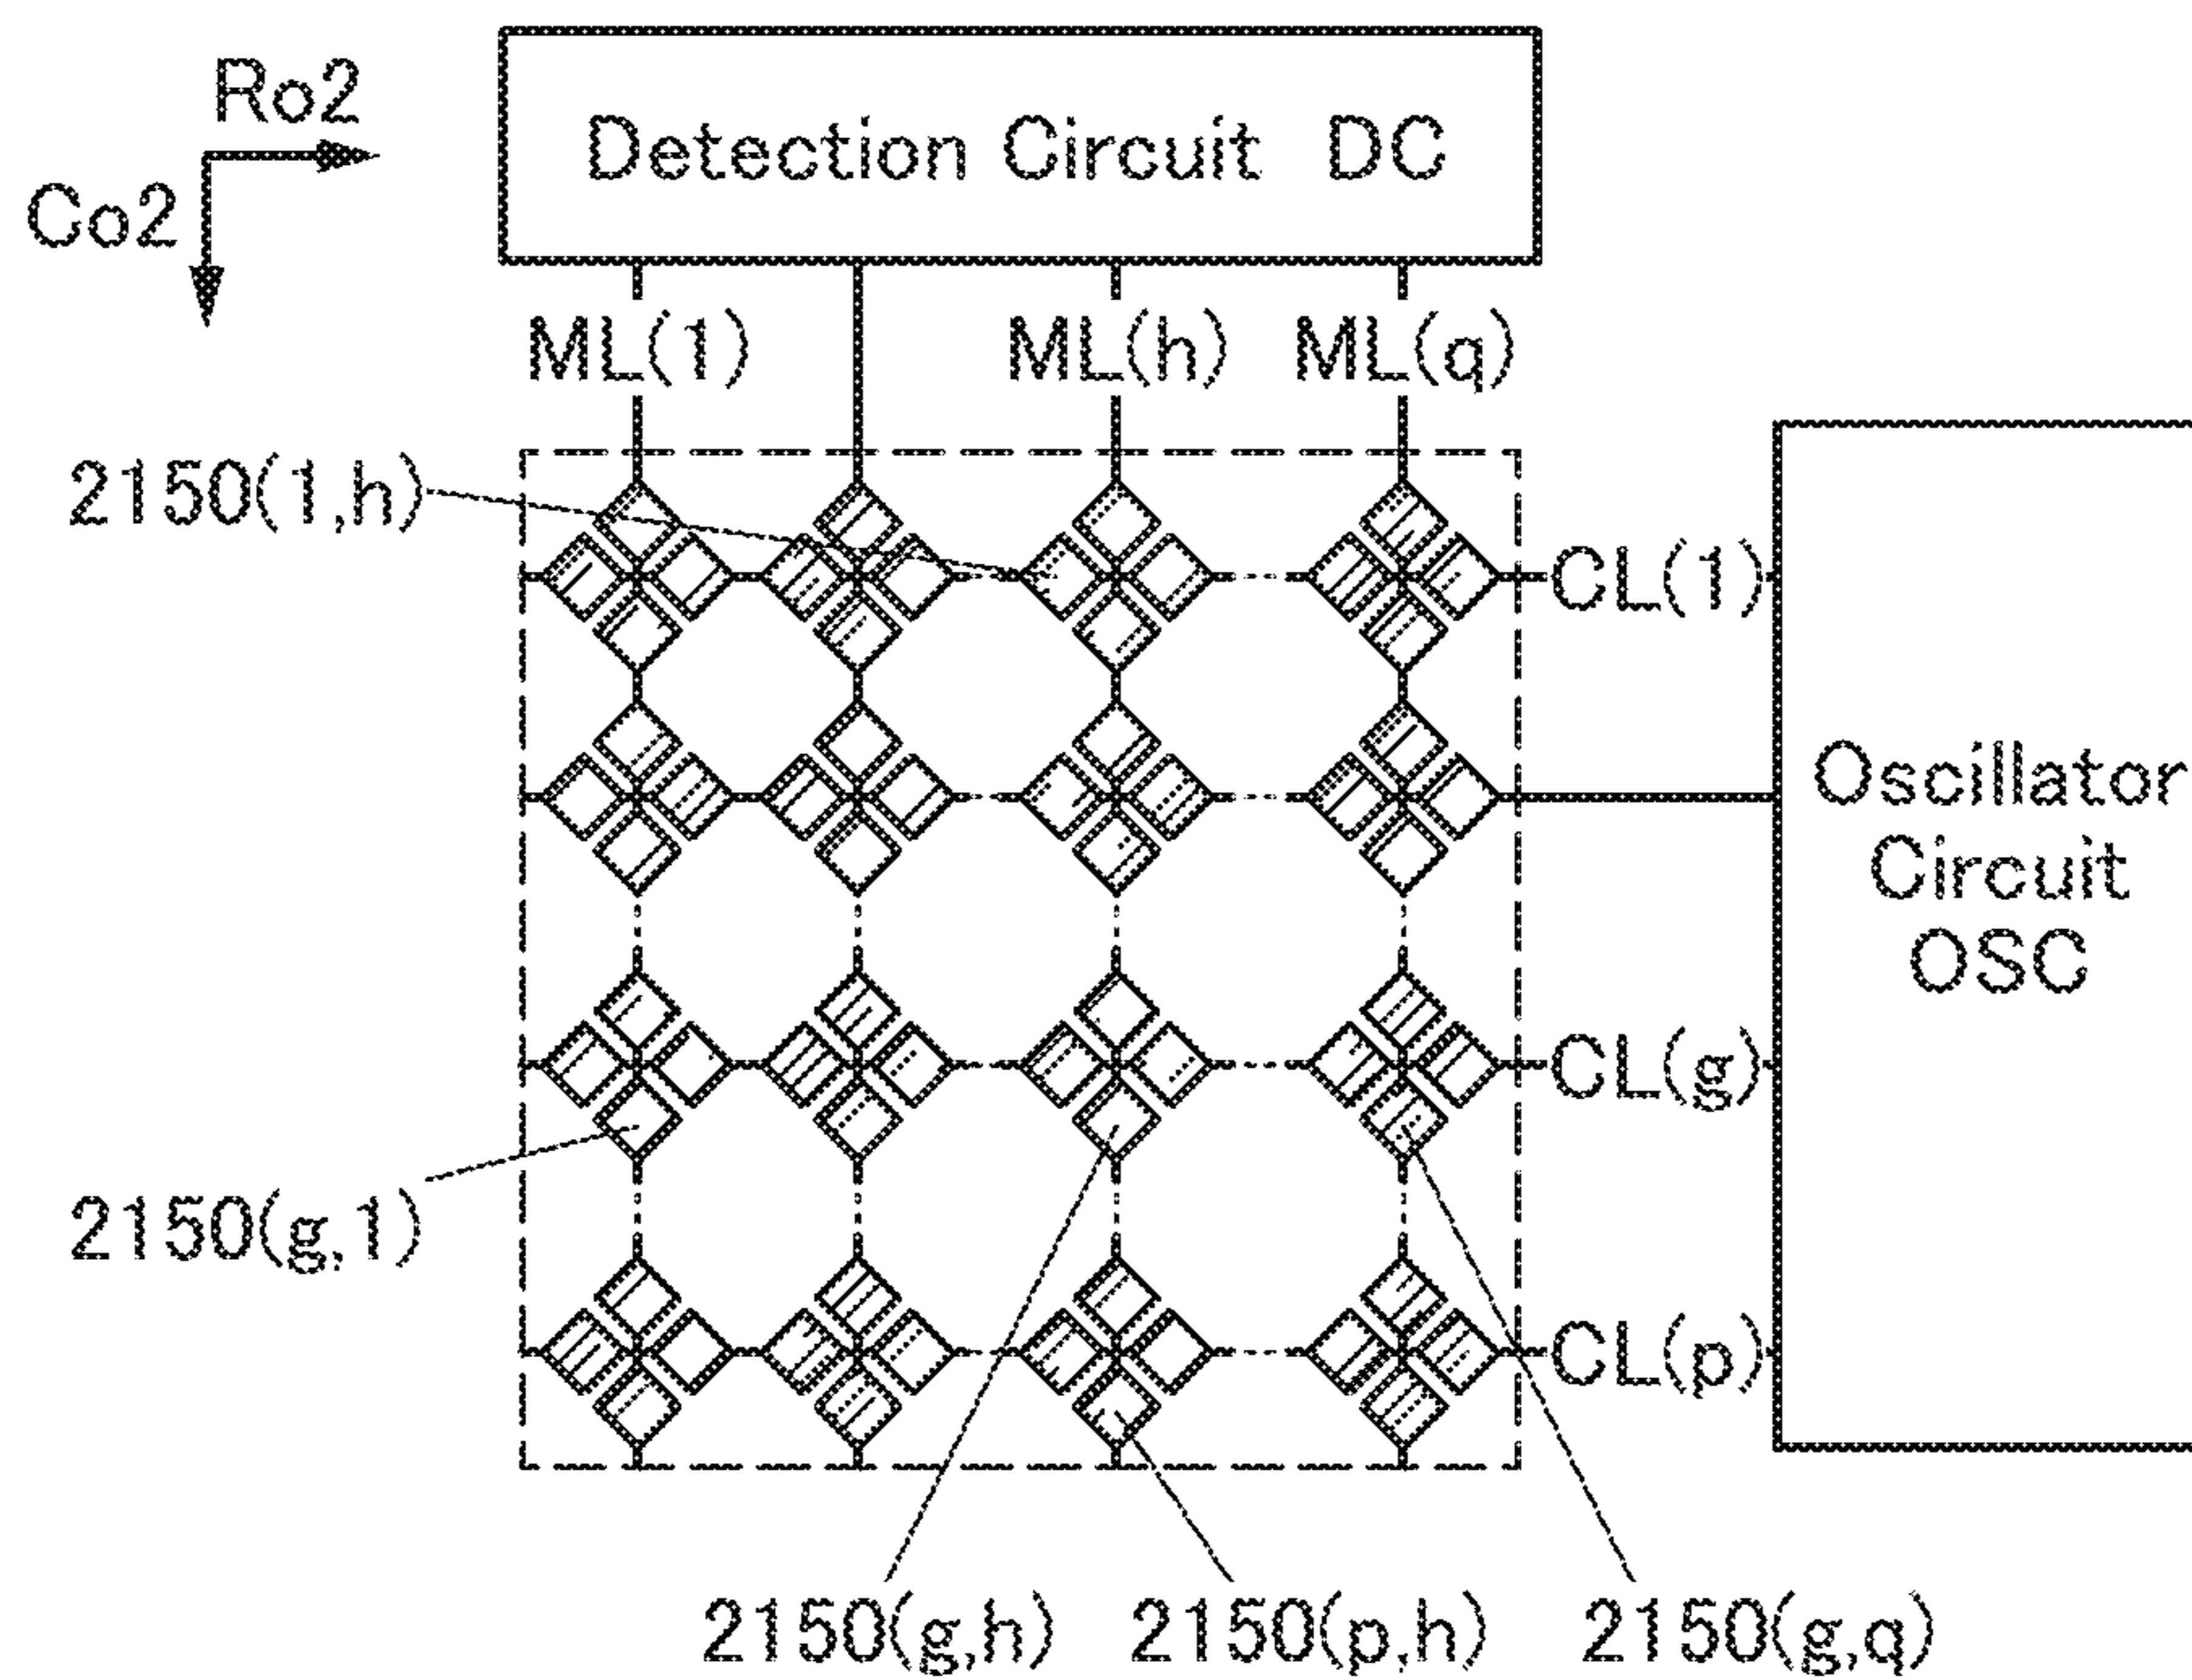 Ro2
Co2
Detection Circuit DC
ML(1) ML(h) ML(q)
2150(1,h)
CL(1)
Oscillator
Circuit
OSC
CL(g)
2150(g,1)
CL(p)
2150(g,h) 2150(p,h) 2150(g,q)